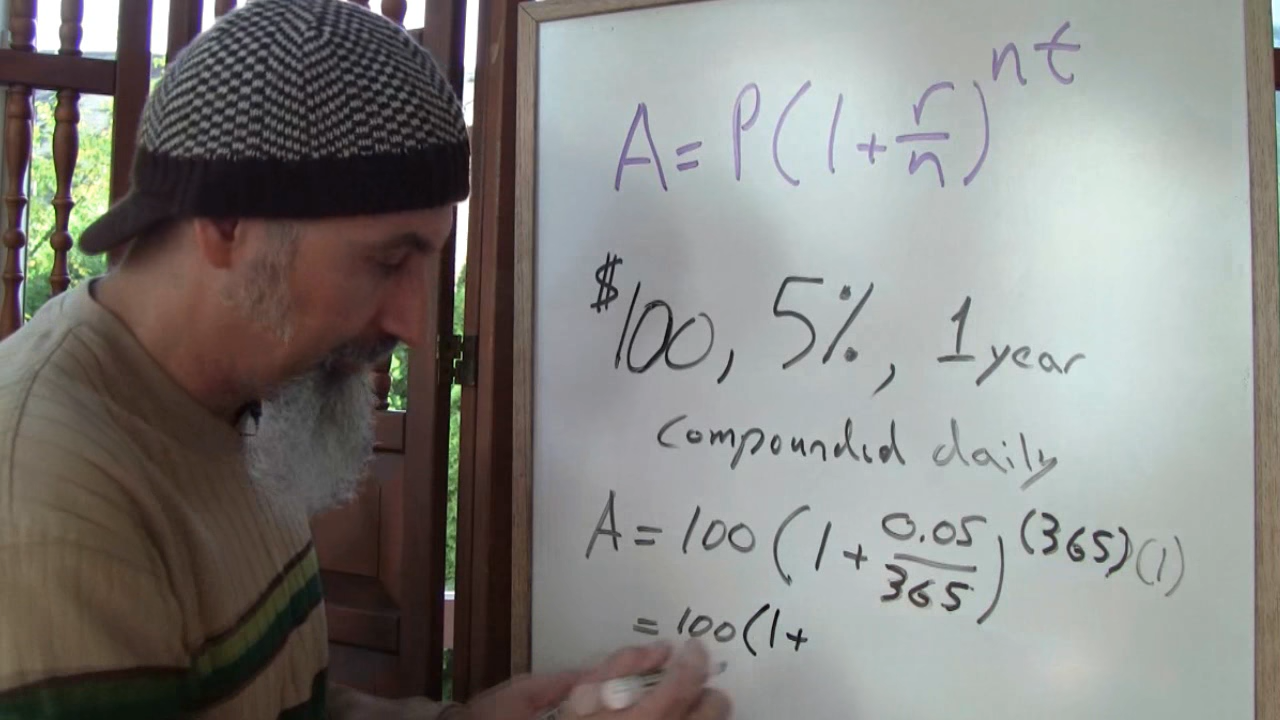 A = P(1 + r/n)^nt
$100, 5%, 1 year
compounded daily
A = 100(1 + 0.05/365)^(365)(1)
= 100(1+